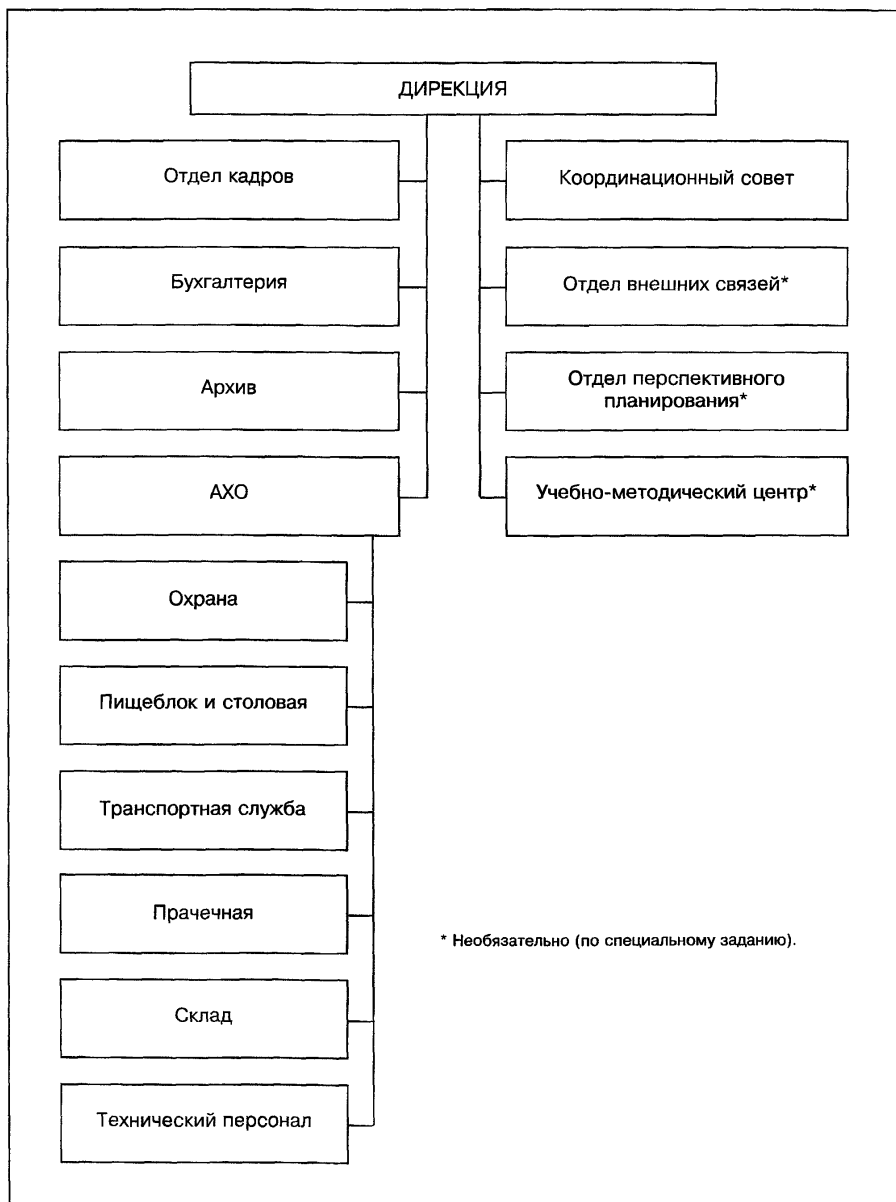 ДИРЕКЦИЯ
Отдел кадров
Бухгалтерия
Архив
АХО
Охрана
Пищеблок и столовая
Транспортная служба
Прачечная
Склад
Технический персонал
Координационный совет
Отдел внешних связей*
Отдел перспективного
планирования*
Учебно-методический центр*
* Необязательно (по специальному заданию).